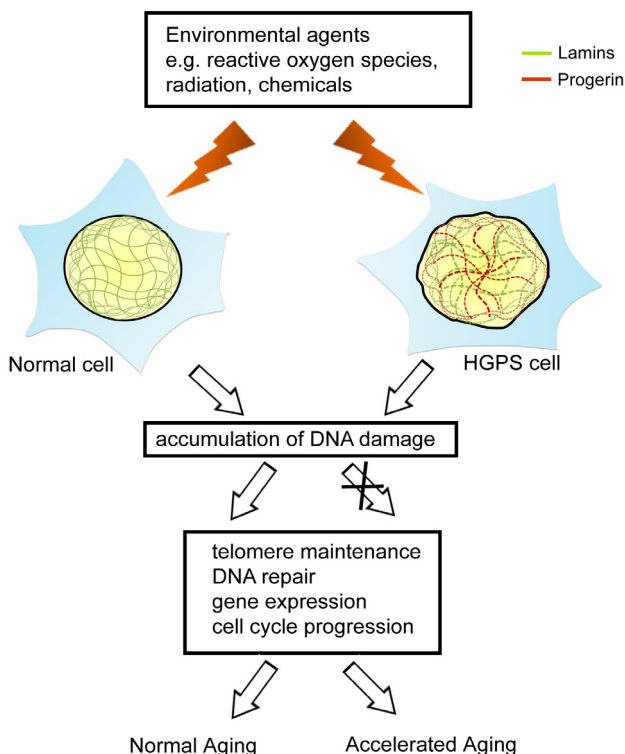 Environmental agents
e.g. reactive oxygen species,
radiation, chemicals
Lamins
Progerin
Normal cell
HGPS cell
accumulation of DNA damage
telomere maintenance
DNA repair
gene expression
cell cycle progression
Normal Aging
Accelerated Aging